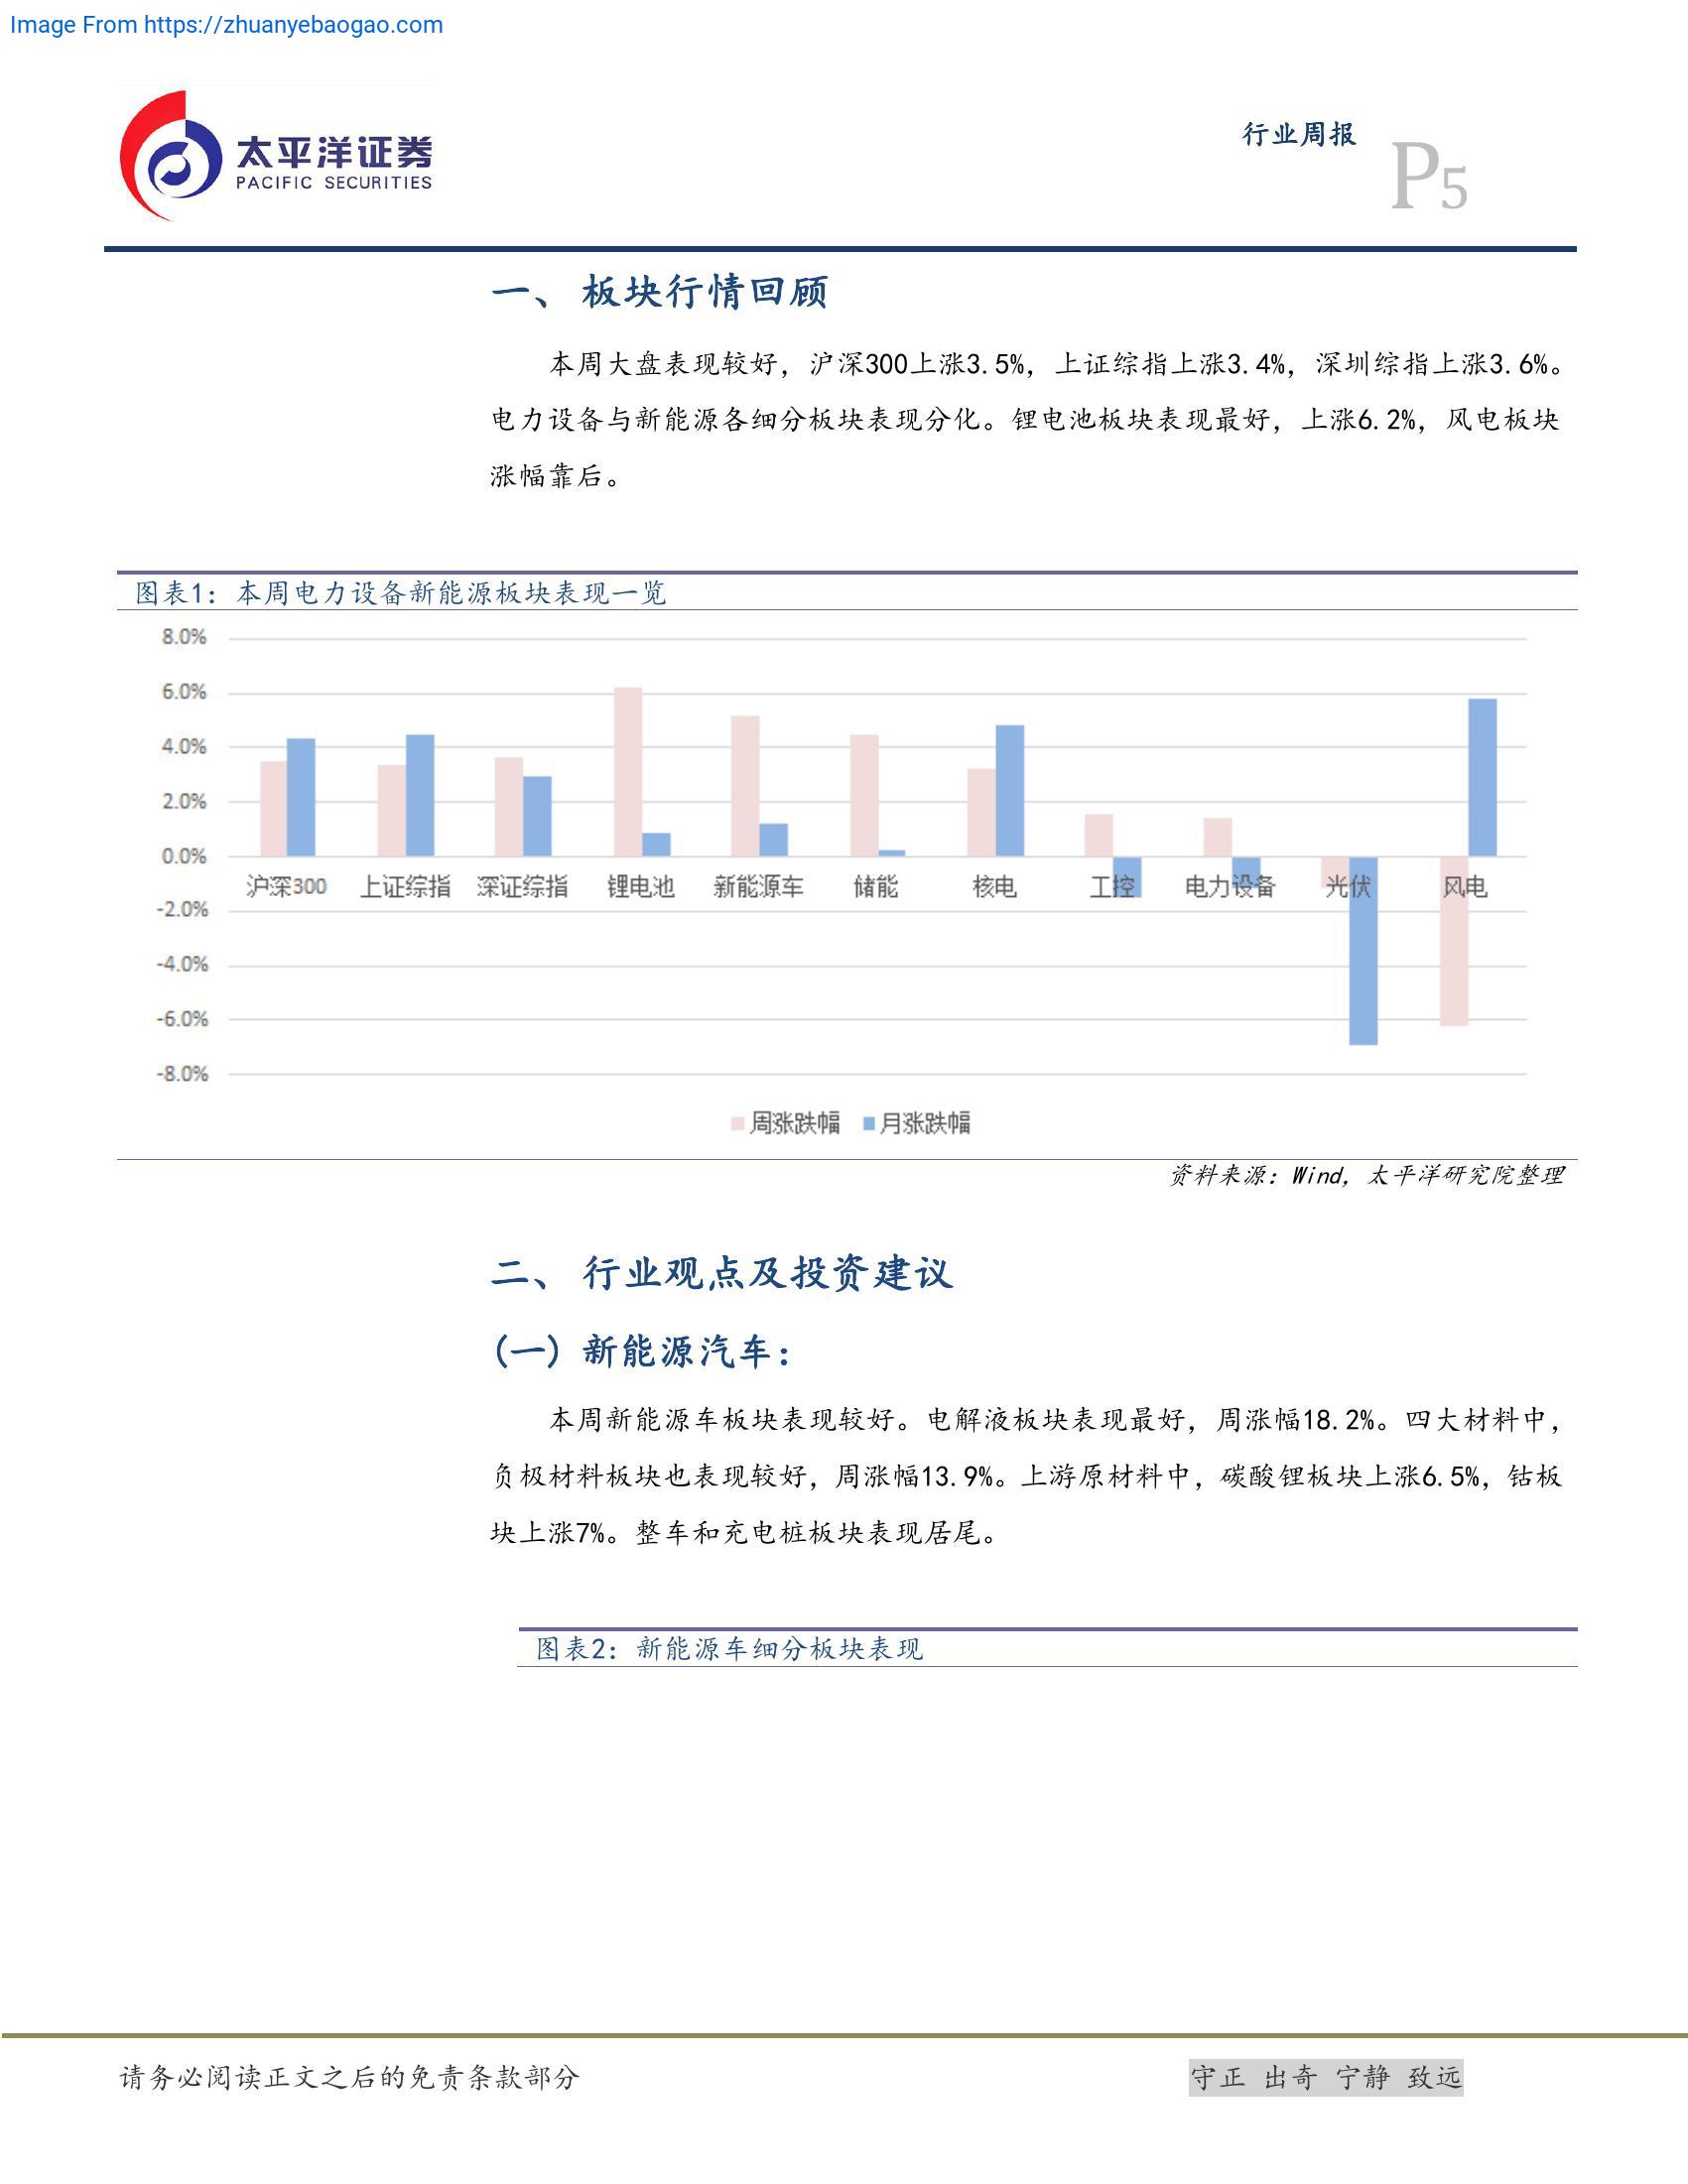 Image From https://zhuanyebaogao.com
太平洋证券
PACIFIC SECURITIES
行业周报
P5
一、 板块行情回顾
本周大盘表现较好，沪深300上涨3.5%，上证综指上涨3.4%，深圳综指上涨3.6%。
电力设备与新能源各细分板块表现分化。锂电池板块表现最好，上涨6.2%，风电板块
涨幅靠后。
图表1：本周电力设备新能源板块表现一览
8.0%
6.0%
4.0%
2.0%
0.0%
沪深300 上证综指 深证综指 锂电池 新能源车 储能 核电 工控 电力设备 光伏 风电
-2.0%
-4.0%
-6.0%
-8.0%
周涨跌幅 月涨跌幅
资料来源：Wind，太平洋研究院整理
二、 行业观点及投资建议
(一) 新能源汽车：
本周新能源车板块表现较好。电解液板块表现最好，周涨幅18.2%。四大材料中，
负极材料板块也表现较好，周涨幅13.9%。上游原材料中，碳酸锂板块上涨6.5%，钴板
块上涨7%。整车和充电桩板块表现居尾。
图表2：新能源车细分板块表现
请务必阅读正文之后的免责条款部分
守正 出奇 宁静 致远